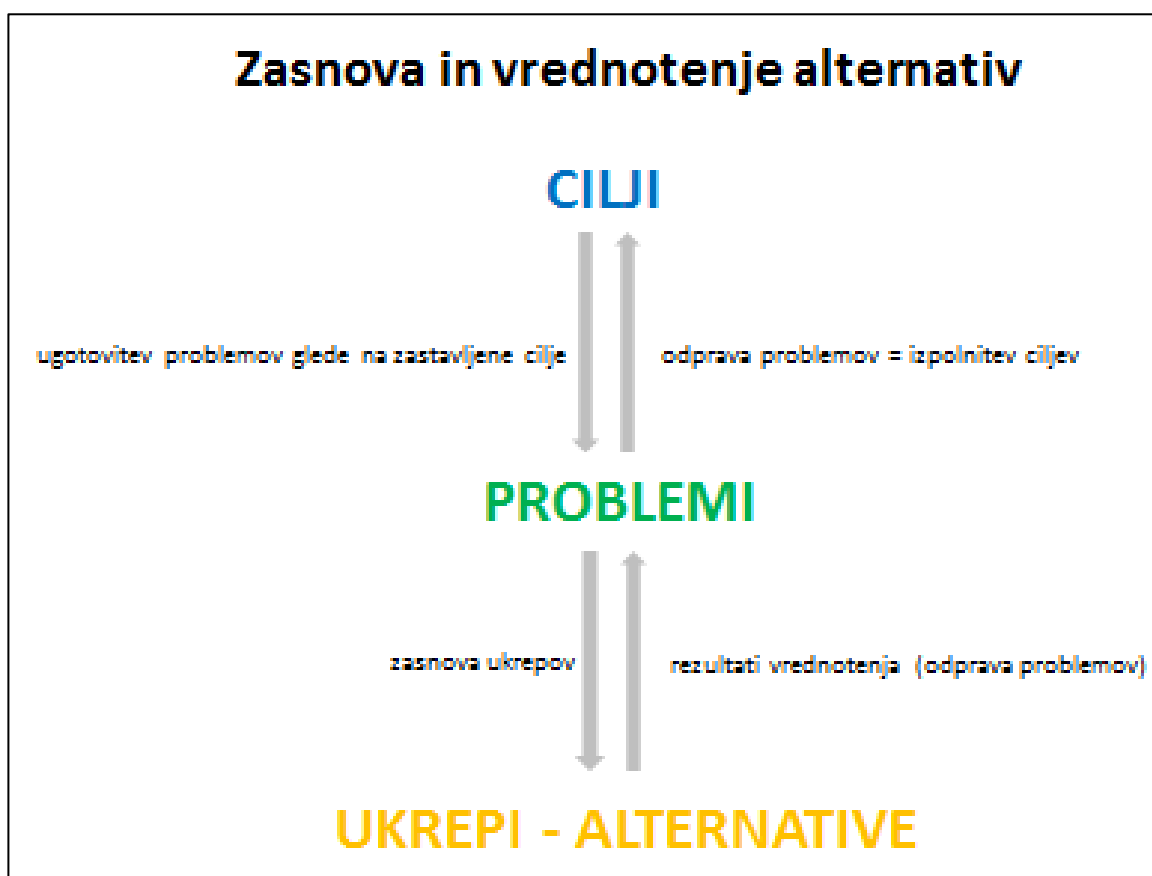 Zasnova in vrednotenje alternativ
CILJI
ugotovitev problemov glede na zastavljene cilje
odprava problemov = izpolnitev ciljev
PROBLEMI
zasnova ukrepov
rezultati vrednotenja (odprava problemov)
UKREPI - ALTERNATIVE